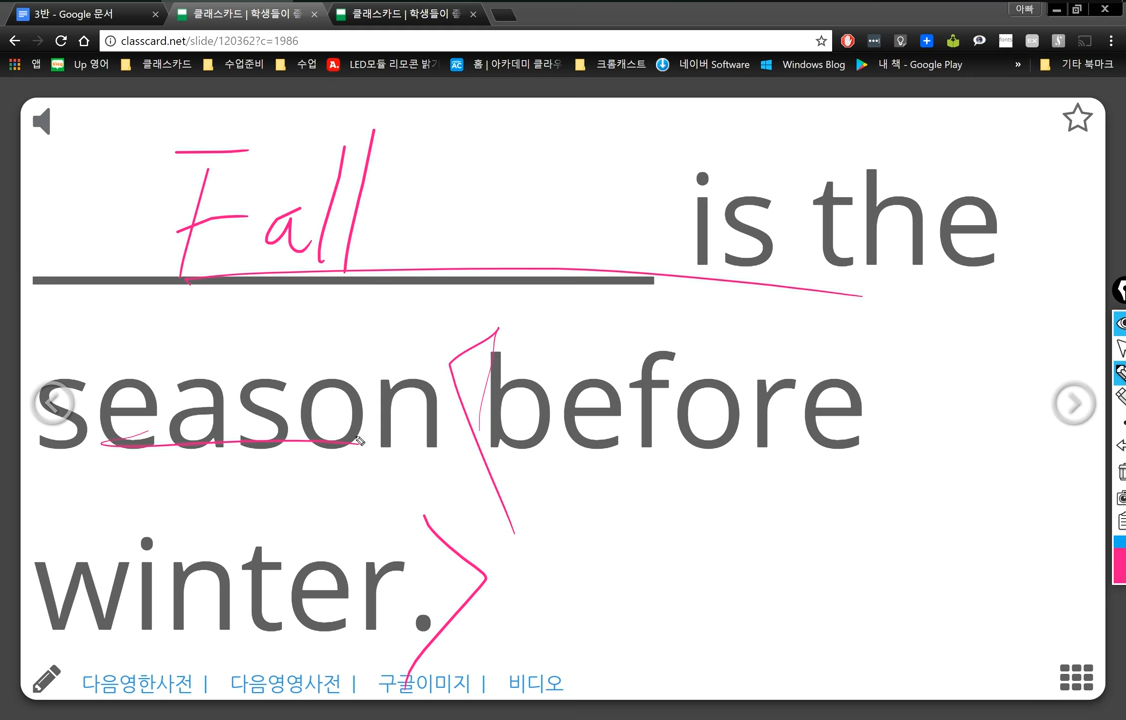 3반 - Google 문서
클래스카드 | 학생들이 좋
클래스카드 | 학생들이 좋
아빠
classcard.net/slide/120362?c=1986
앱 Up 영어 클래스카드 수업준비 수업 LED모듈 리모콘 밝기 홈 | 아카데미 클라우 크롬캐스트 네이버 Software Windows Blog 내 책 - Google Play » 기타 북마크
Fall is the
season before
winter.
다음영한사전 | 다음영영사전 | 구글이미지 | 비디오